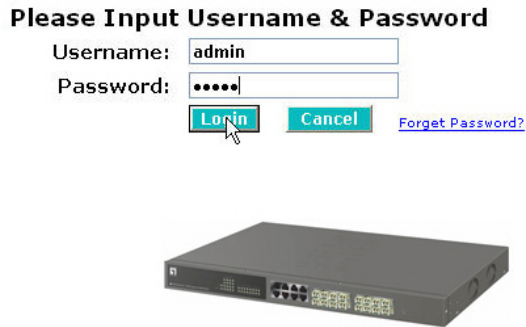 Please Input Username & Password
Username: admin
Password: •••••
Login Cancel Forget Password?